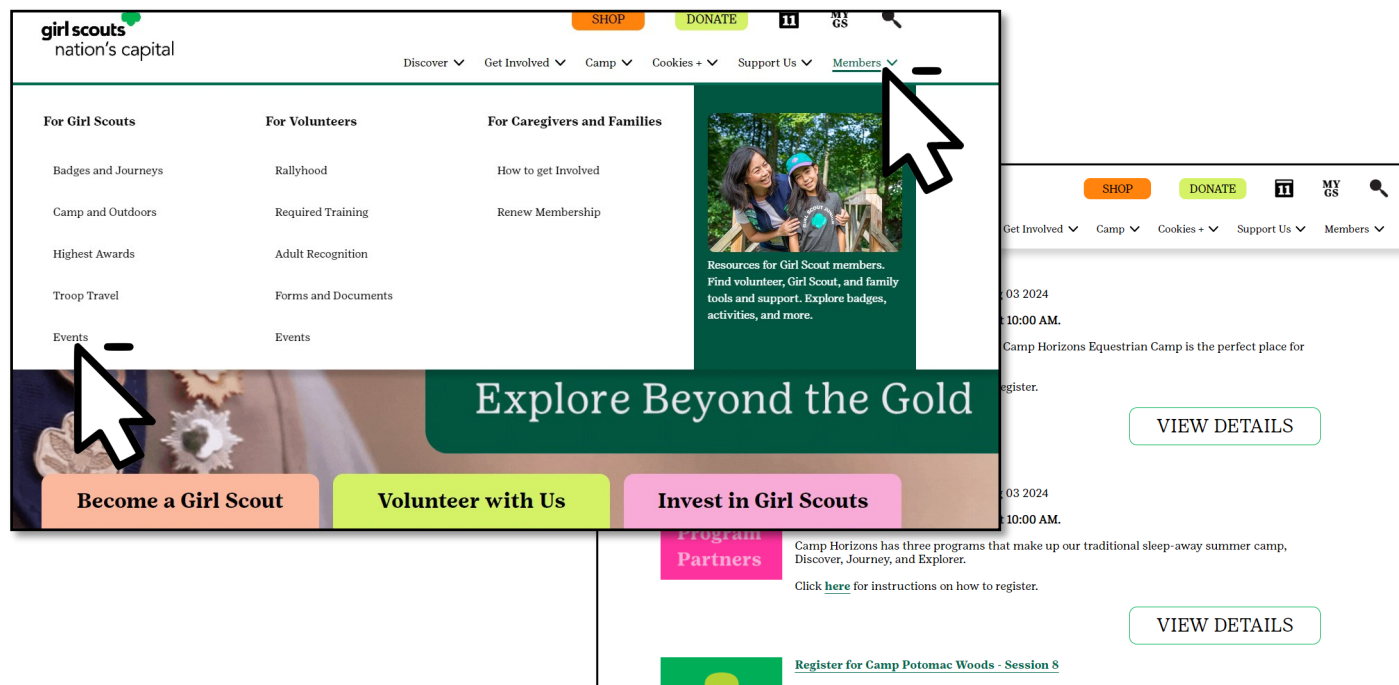 girl scouts
nation's capital
SHOP
DONATE
11
MY
GS
Discover
Get Involved
Camp
Cookies +
Support Us
Members
For Girl Scouts
Badges and Journeys
Camp and Outdoors
Highest Awards
Troop Travel
Events
For Volunteers
Rallyhood
Required Training
Adult Recognition
Forms and Documents
Events
For Caregivers and Families
How to get Involved
Renew Membership
Resources for Girl Scout members.
Find volunteer, Girl Scout, and family
tools and support. Explore badges,
activities, and more.
Explore Beyond the Gold
Become a Girl Scout
Volunteer with Us
Invest in Girl Scouts
SHOP
DONATE
11
MY
GS
Get Involved
Camp
Cookies +
Support Us
Members
03 2024
10:00 AM.
Camp Horizons Equestrian Camp is the perfect place for
VIEW DETAILS
03 2024
10:00 AM.
Program
Partners
Camp Horizons has three programs that make up our traditional sleep-away summer camp,
Discover, Journey, and Explorer.
Click here for instructions on how to register.
VIEW DETAILS
Register for Camp Potomac Woods - Session 8